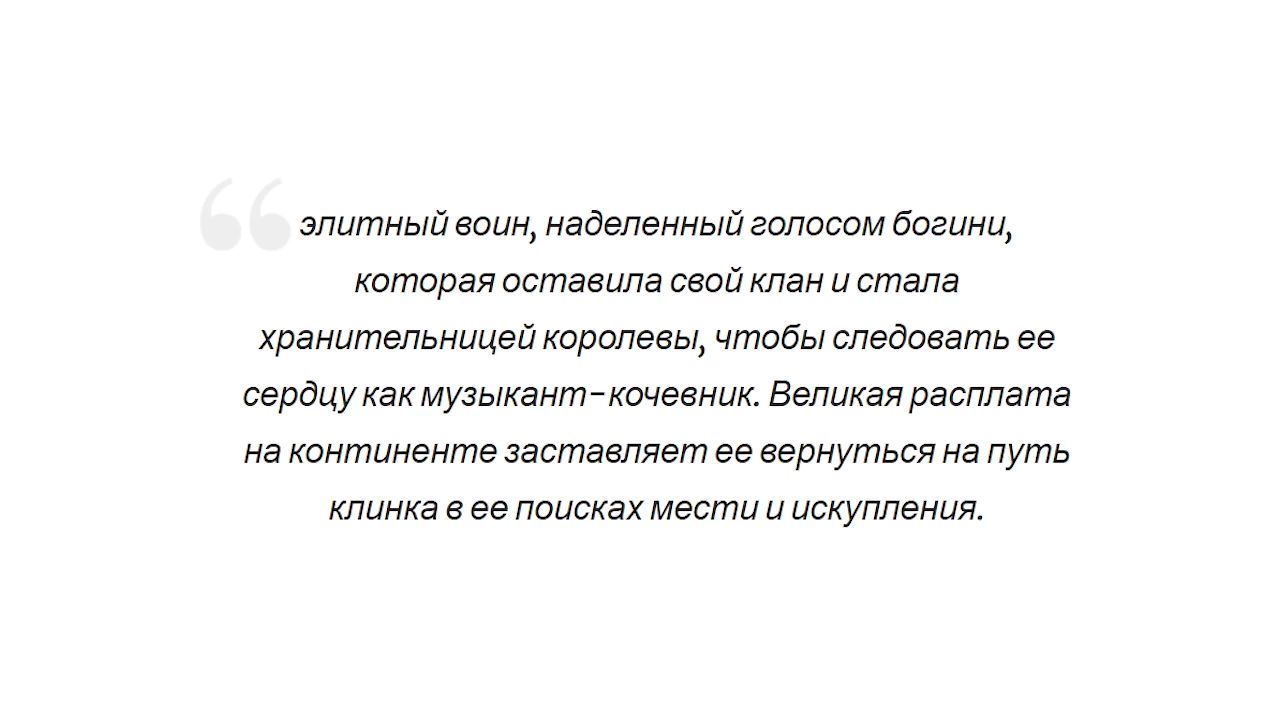 элитный воин, наделенный голосом богини,
которая оставила свой клан и стала
хранительницей королевы, чтобы следовать ее
сердцу как музыкант-кочевник. Великая расплата
на континенте заставляет ее вернуться на путь
клинка в ее поисках мести и искупления.